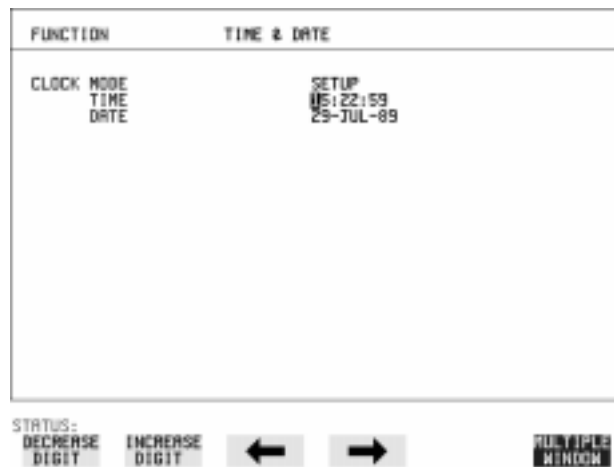 FUNCTION TIME & DATE
CLOCK MODE SETUP
TIME 5:22:59
DATE 29-JUL-89
STATUS:
DECREASE DIGIT
INCREASE DIGIT
MULTIPLE WINDOW